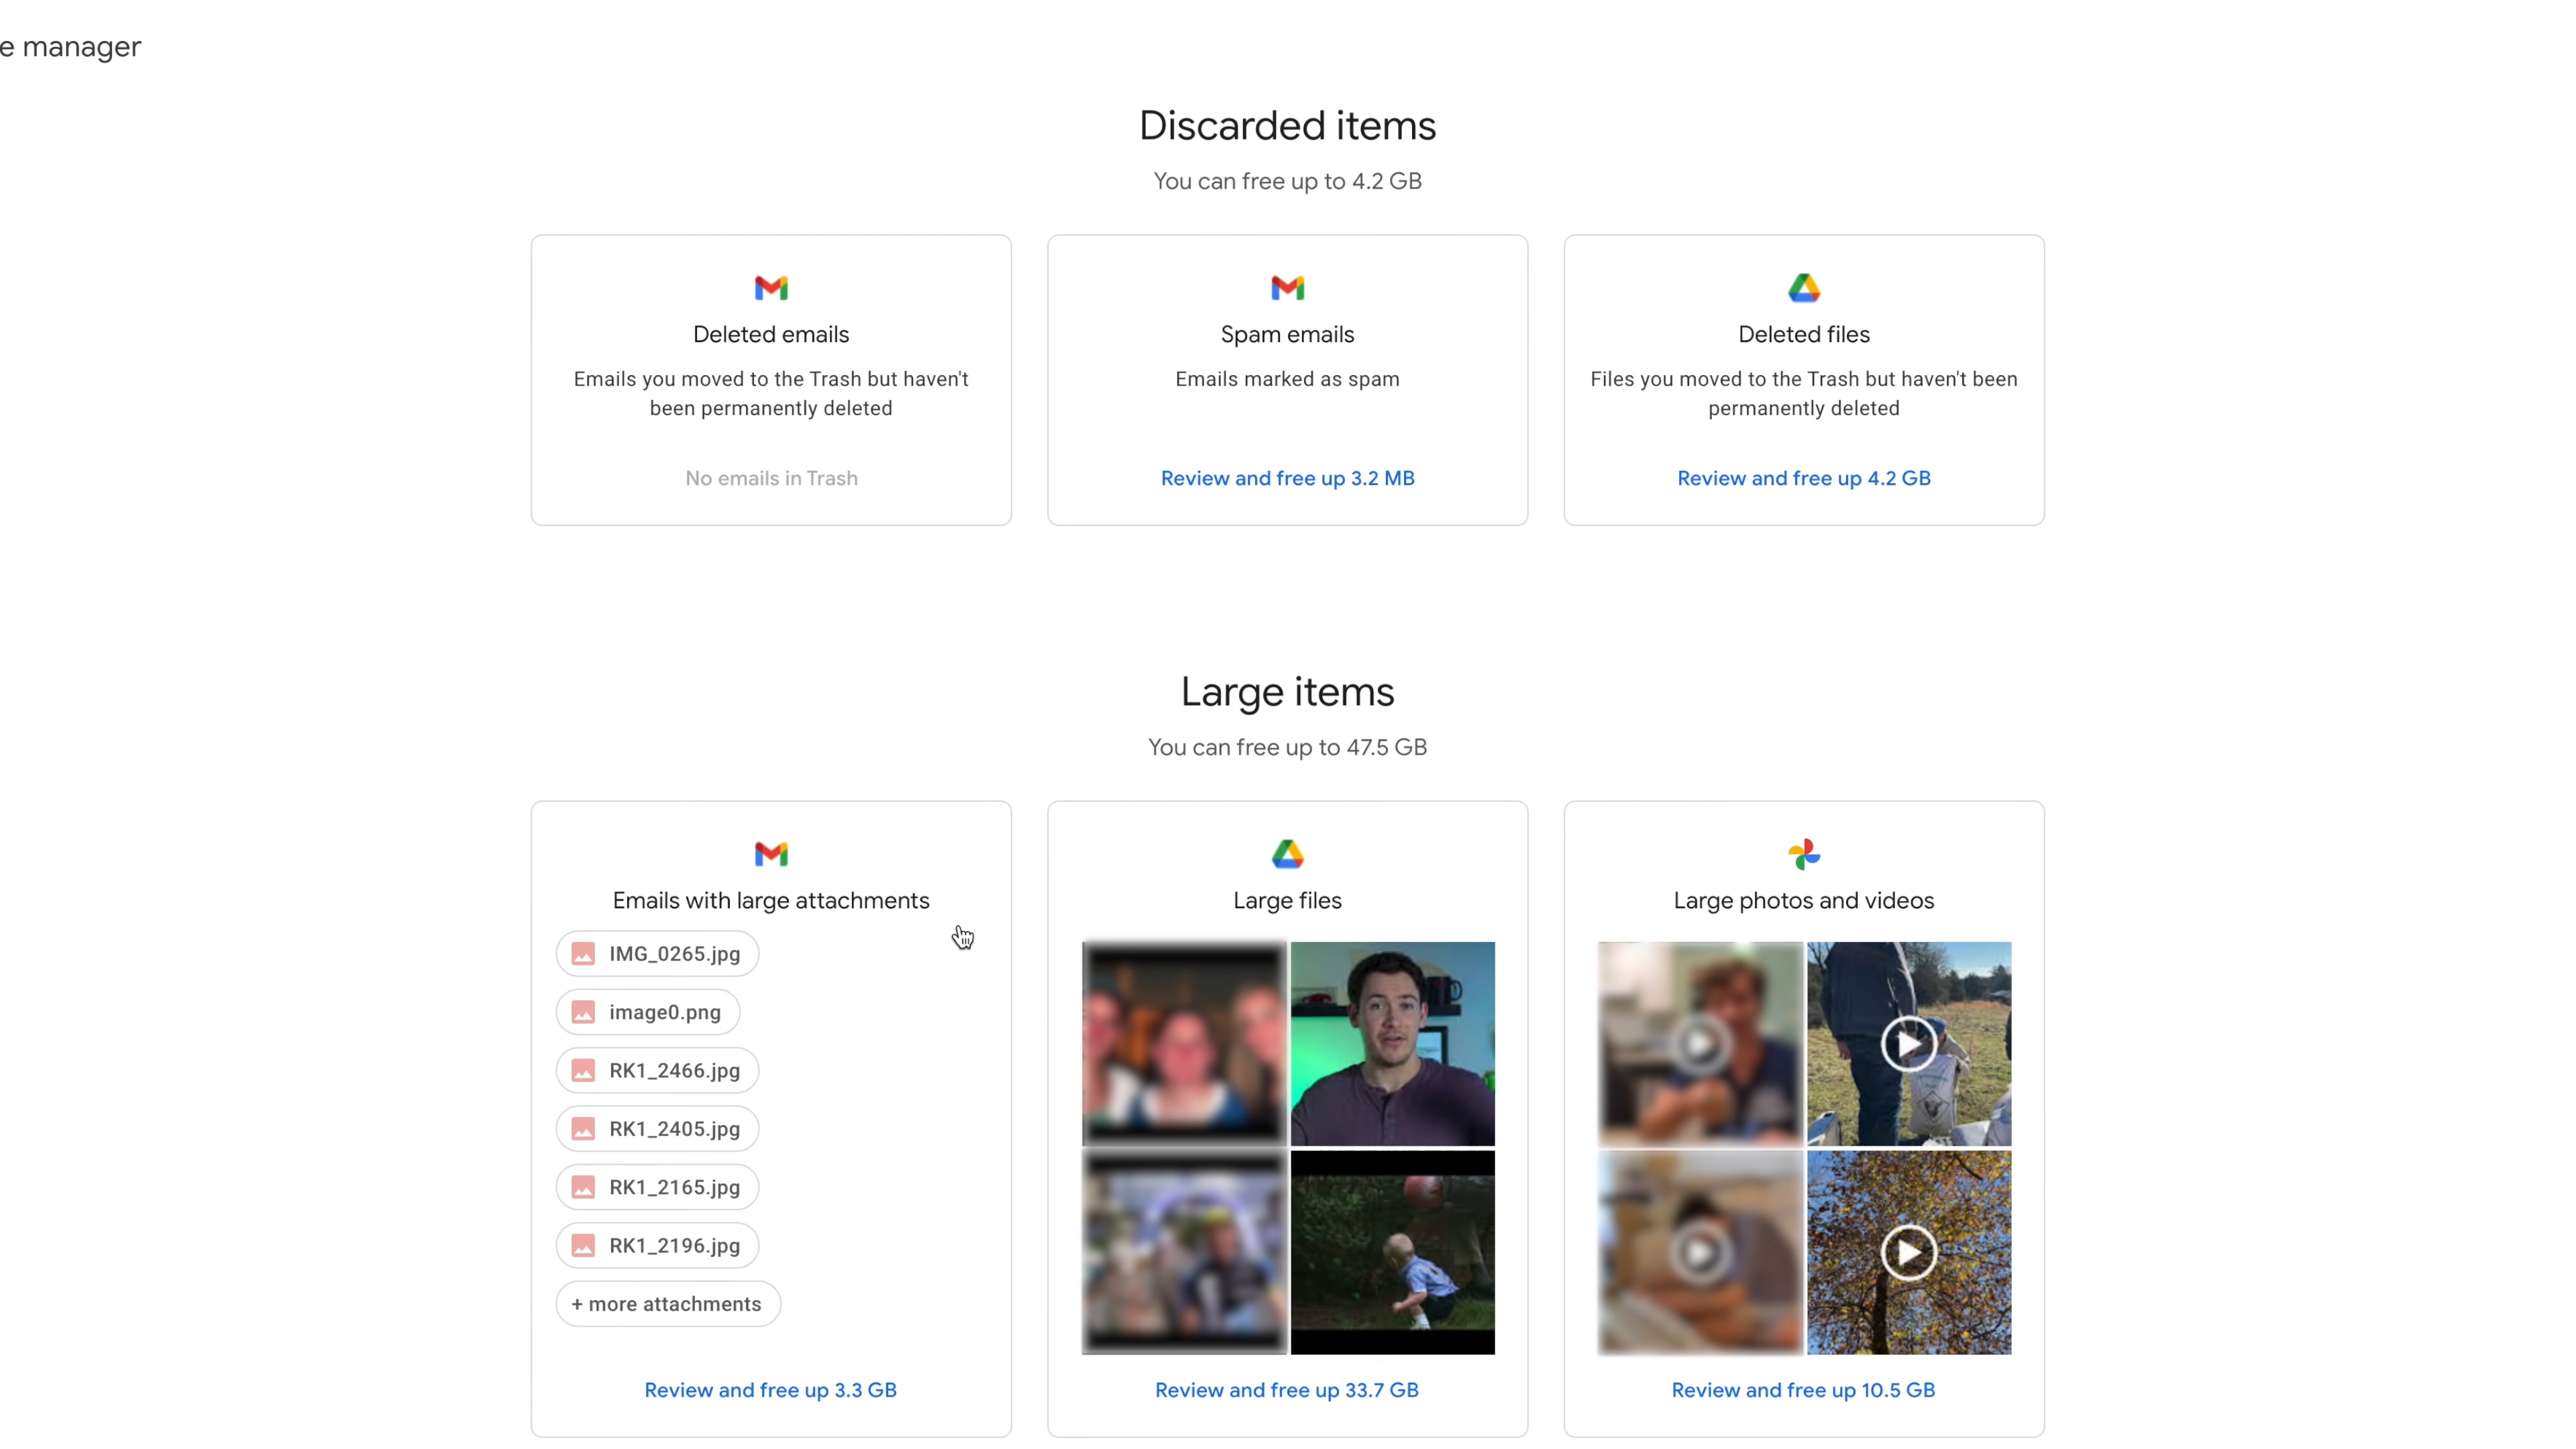 e manager
Discarded items
You can free up to 4.2 GB
Deleted emails
Emails you moved to the Trash but haven't
been permanently deleted
No emails in Trash
Spam emails
Emails marked as spam
Review and free up 3.2 MB
Deleted files
Files you moved to the Trash but haven't been
permanently deleted
Review and free up 4.2 GB
Large items
You can free up to 47.5 GB
Emails with large attachments
IMG_0265.jpg
image0.png
RK1_2466.jpg
RK1_2405.jpg
RK1_2165.jpg
RK1_2196.jpg
+ more attachments
Review and free up 3.3 GB
Large files
Review and free up 33.7 GB
Large photos and videos
Review and free up 10.5 GB